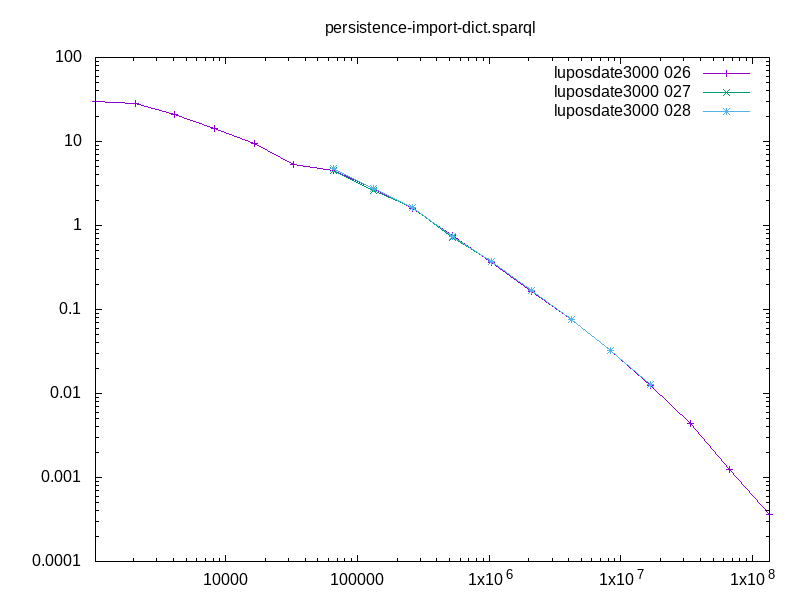 persistence-import-dict.sparql
100
10
1
0.1
0.01
0.001
0.0001
luposdate3000 026
luposdate3000 027
luposdate3000 028
10000 100000 1x10^6 1x10^7 1x10^8